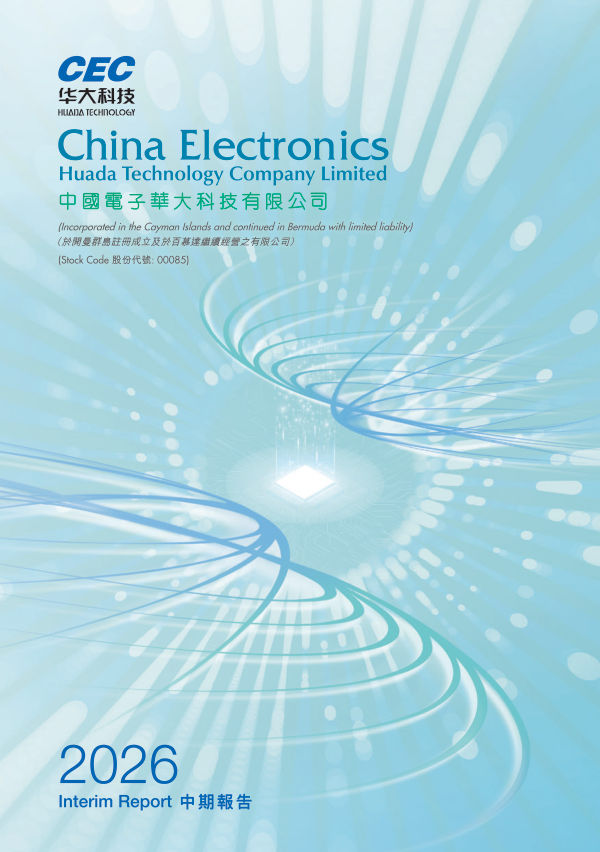 CEC
华大科技
HUADA TECHNOLOGY
China Electronics
Huada Technology Company Limited
中國電子華大科技有限公司
(Incorporated in the Cayman Islands and continued in Bermuda with limited liability)
（於開曼群島註冊成立及於百慕達繼續經營之有限公司）
(Stock Code 股份代號: 00085)
2026
Interim Report 中期報告